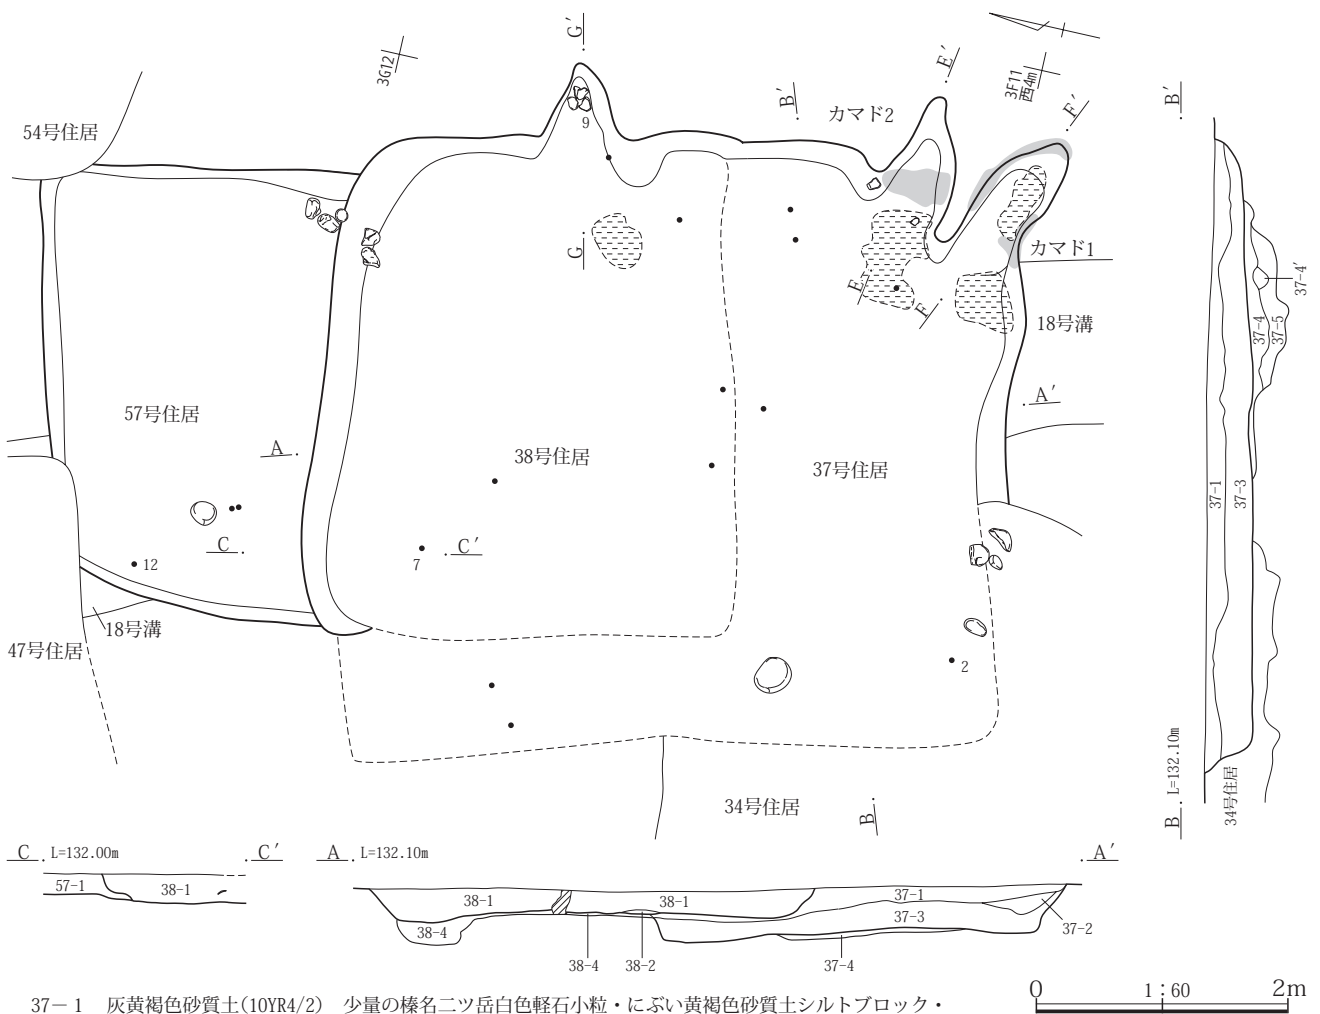 G′
3G12
E′
3F11
西4m
B′
F′
B′
カマド2
54号住居
9
カマド1
G
E
F
37-4′
18号溝
37-4
37-5
A′
57号住居
A
38号住居
37号住居
37-1
37-3
C
C′
7
12
18号溝
47号住居
2
34号住居
B
B L=132.10m
34号住居
C L=132.00m C′
A L=132.10m A′
57-1
38-1
38-1
38-1
37-1
37-3
37-2
38-4
38-4
38-2
37-4
0 1:60 2m
37－1 灰黄褐色砂質土(10YR4/2) 少量の榛名二ツ岳白色軽石小粒・にぶい黄褐色砂質土シルトブロック・